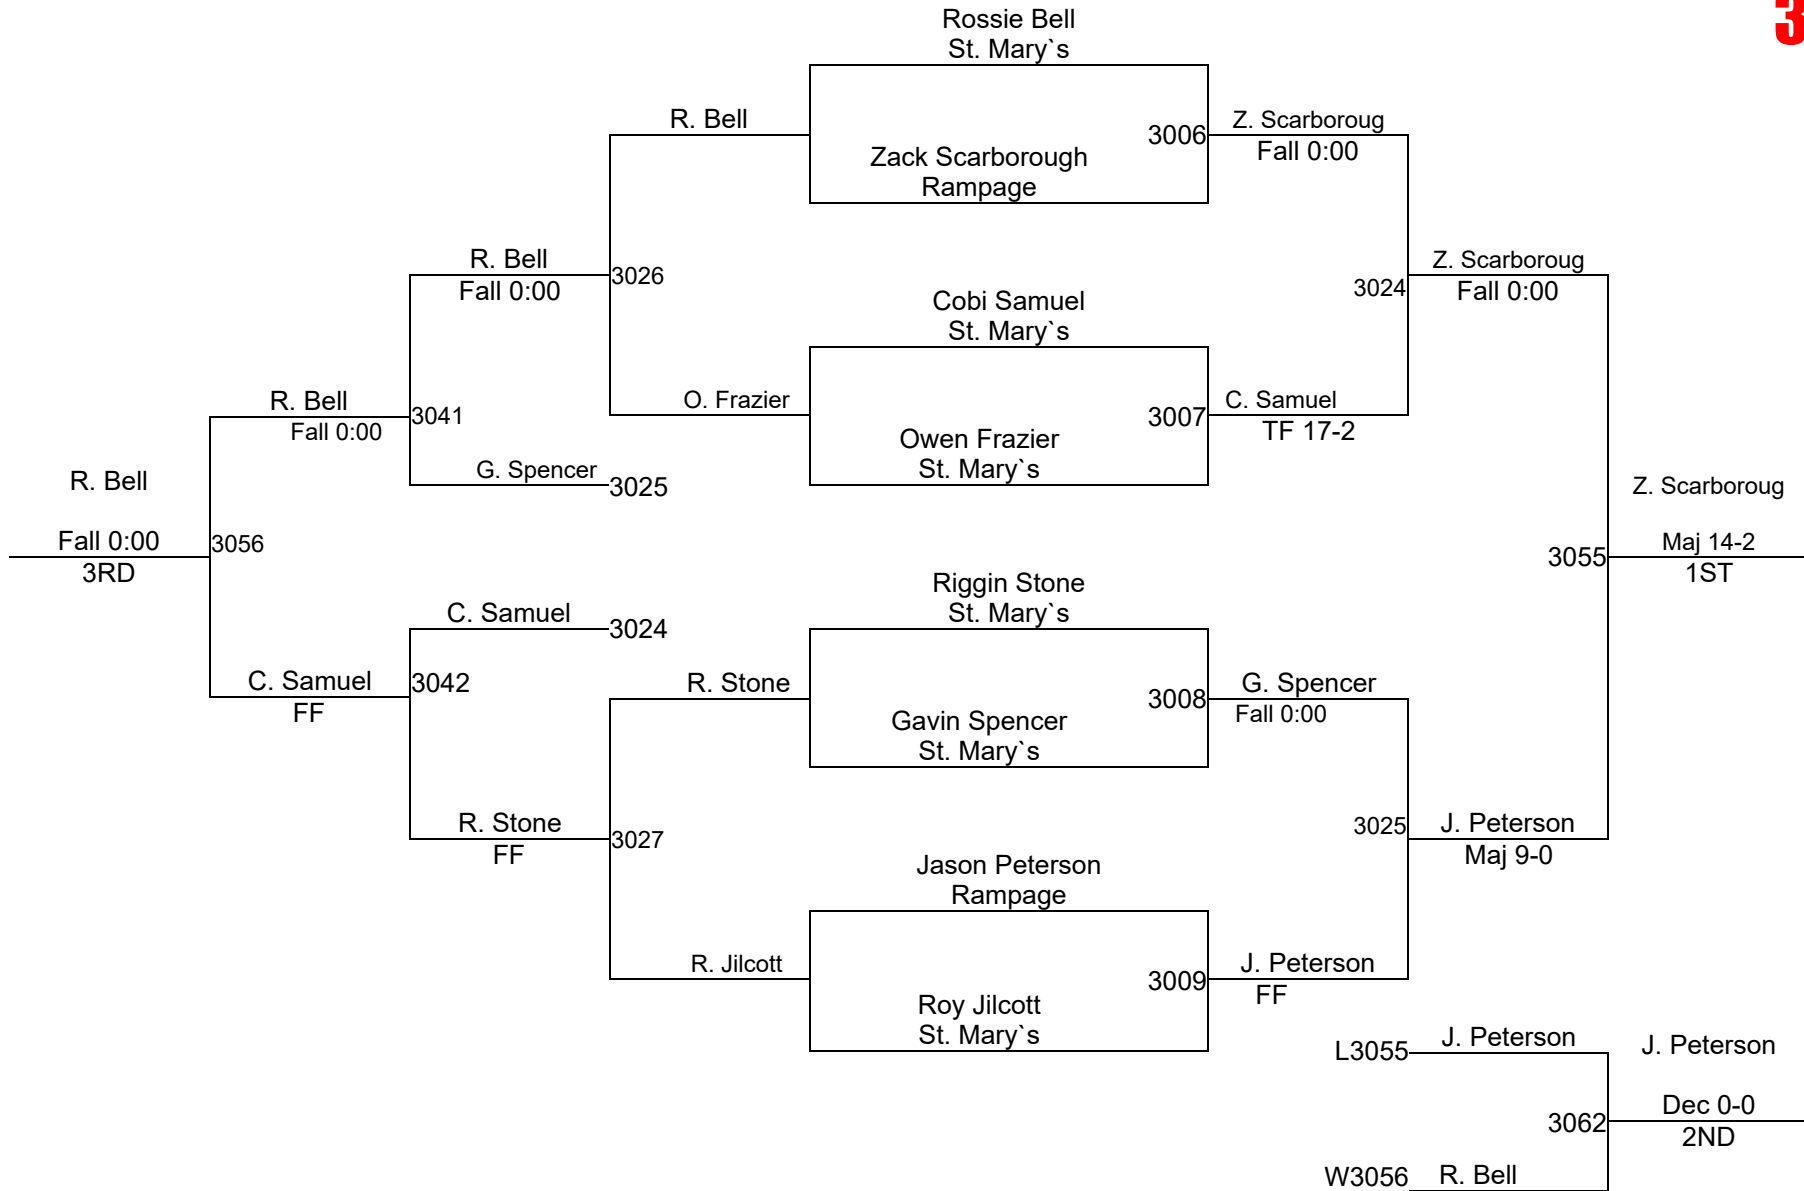 Rossie Bell
St. Mary`s
3
R. Bell
3006
Z. Scarboroug
Fall 0:00
Zack Scarborough
Rampage
R. Bell
Fall 0:00
3026
Z. Scarboroug
Fall 0:00
3024
Cobi Samuel
St. Mary`s
R. Bell
Fall 0:00
3041
O. Frazier
3007
C. Samuel
TF 17-2
Owen Frazier
St. Mary`s
G. Spencer
3025
R. Bell
Fall 0:00
3RD
3056
Z. Scarboroug
3055
Maj 14-2
1ST
Riggin Stone
St. Mary`s
C. Samuel
3024
C. Samuel
FF
3042
R. Stone
3008
G. Spencer
Fall 0:00
Gavin Spencer
St. Mary`s
R. Stone
FF
3027
3025
J. Peterson
Maj 9-0
Jason Peterson
Rampage
R. Jilcott
3009
J. Peterson
FF
Roy Jilcott
St. Mary`s
L3055
J. Peterson
J. Peterson
3062
Dec 0-0
2ND
W3056
R. Bell